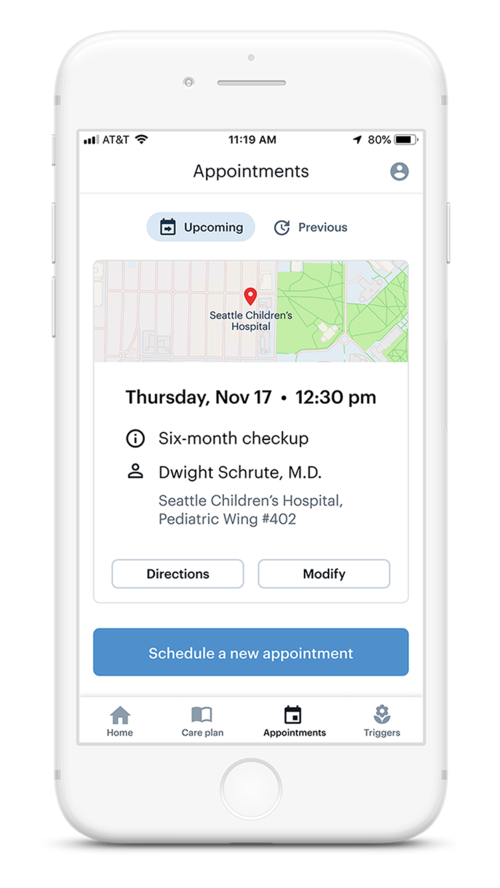 AT&T 11:19 AM 80%
Appointments
Upcoming Previous
Seattle Children's
Hospital
Thursday, Nov 17 • 12:30 pm
Six-month checkup
Dwight Schrute, M.D.
Seattle Children's Hospital,
Pediatric Wing #402
Directions Modify
Schedule a new appointment
Home Care plan Appointments Triggers